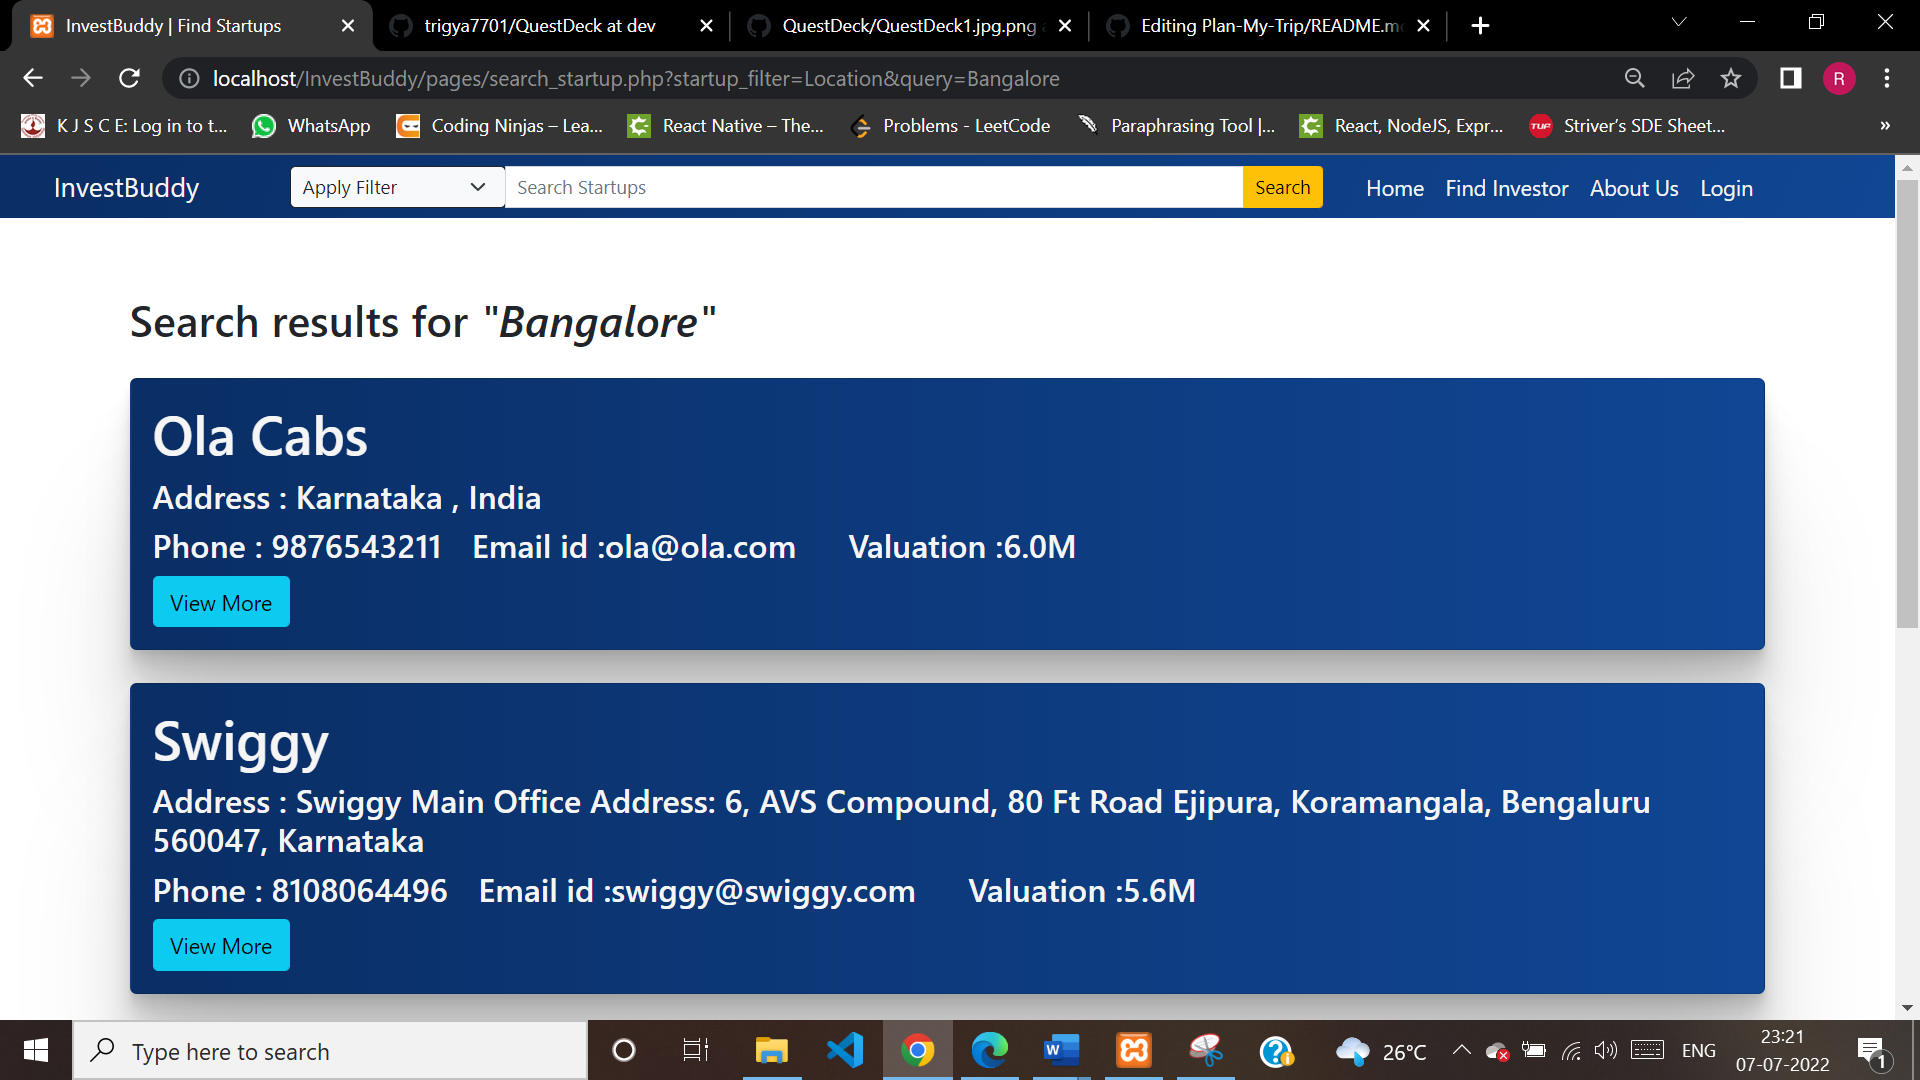 InvestBuddy | Find Startups
trigya7701/QuestDeck at dev
QuestDeck/QuestDeck1.jpg.png
Editing Plan-My-Trip/README.m
localhost/InvestBuddy/pages/search_startup.php?startup_filter=Location&query=Bangalore
R
K J S C E: Log in to t...
WhatsApp
Coding Ninjas – Lea...
React Native – The...
Problems - LeetCode
Paraphrasing Tool |...
React, NodeJS, Expr...
TUF
Striver's SDE Sheet...
»
InvestBuddy
Apply Filter
Search Startups
Search
Home
Find Investor
About Us
Login
Search results for "Bangalore"
Ola Cabs
Address : Karnataka , India
Phone : 9876543211 Email id :ola@ola.com Valuation :6.0M
View More
Swiggy
Address : Swiggy Main Office Address: 6, AVS Compound, 80 Ft Road Ejipura, Koramangala, Bengaluru
560047, Karnataka
Phone : 8108064496 Email id :swiggy@swiggy.com Valuation :5.6M
View More
Type here to search
26°C
ENG
23:21
07-07-2022
1